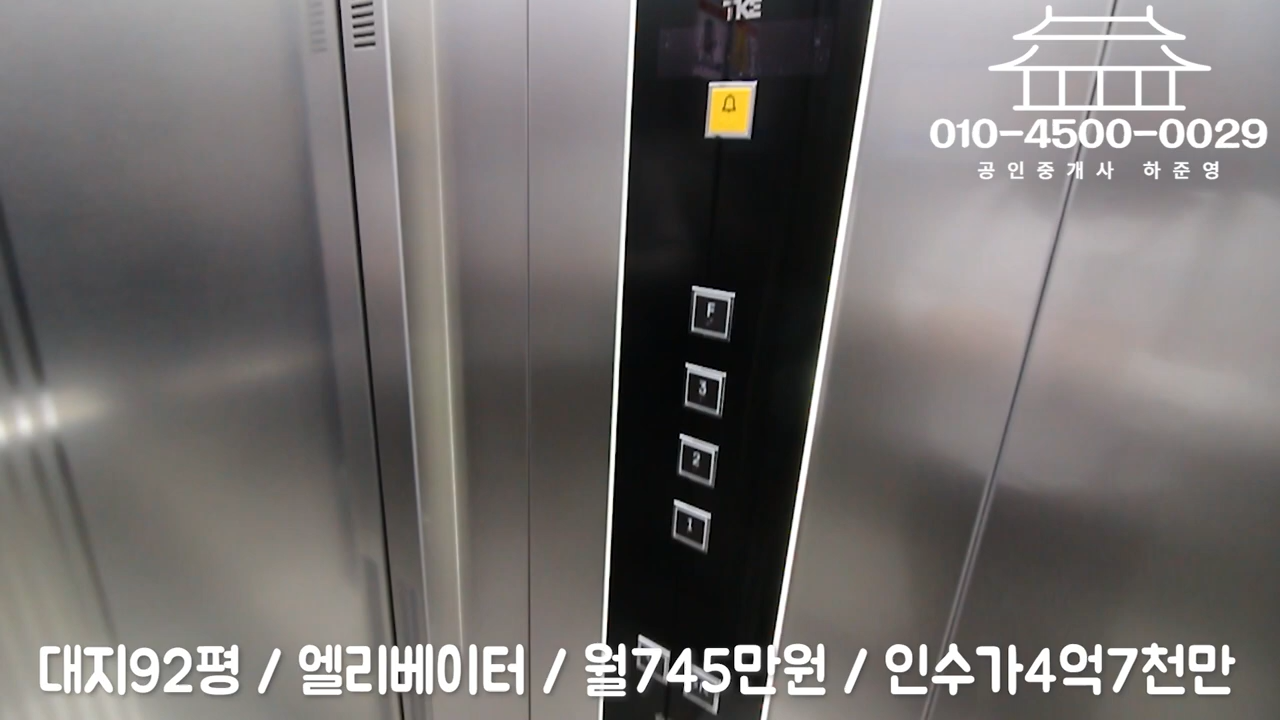 TKE
010-4500-0029
공인중개사 하준영
F
3
2
1
대지92평 / 엘리베이터 / 월745만원 / 인수가4억7천만